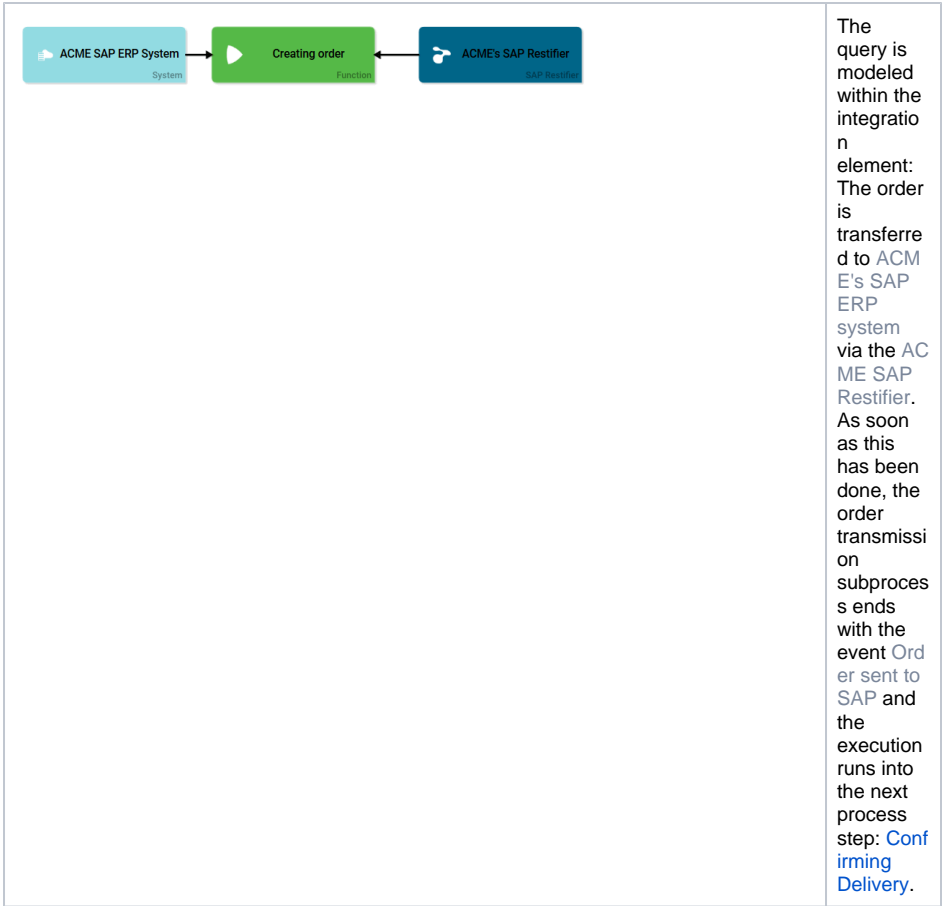 ACME SAP ERP System
System
Creating order
Function
ACME's SAP Restifier
SAP Restifier
The
query is
modeled
within the
integratio
n
element:
The order
is
transferre
d to ACM
E's SAP
ERP
system
via the AC
ME SAP
Restifier.
As soon
as this
has been
done, the
order
transmissi
on
subproces
s ends
with the
event Ord
er sent to
SAP and
the
execution
runs into
the next
process
step: Conf
irming
Delivery.